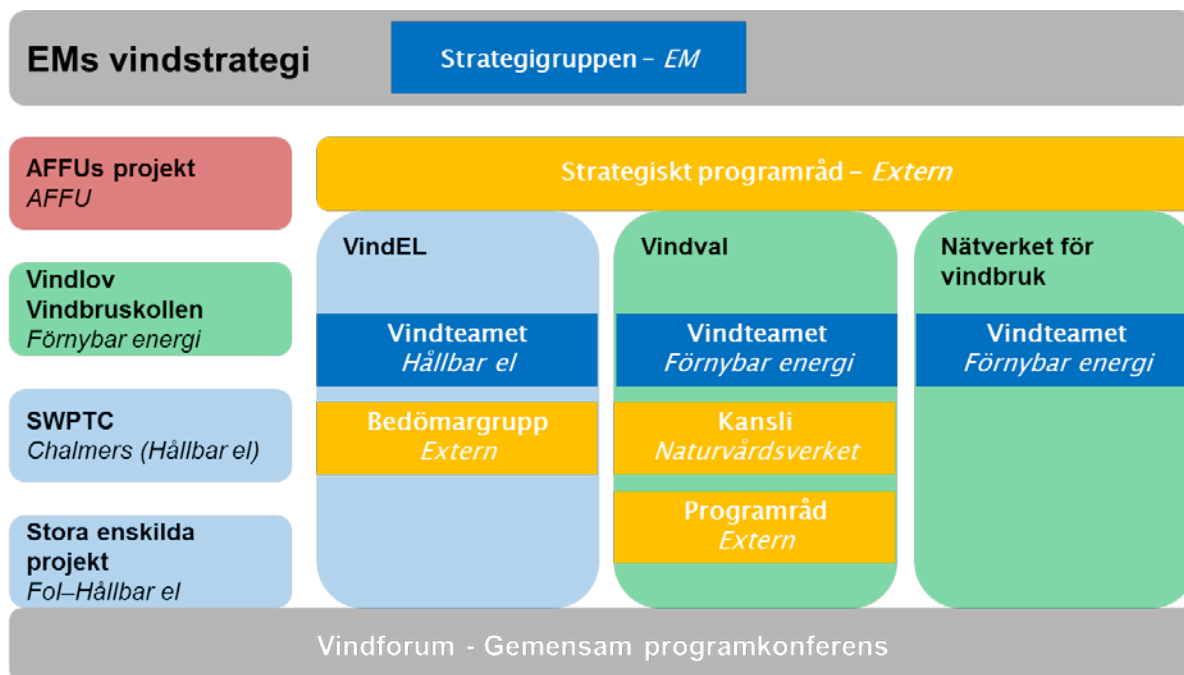 EMs vindstrategi
Strategigruppen – EM
AFFUs projekt
AFFU
Strategiskt programråd – Extern
Vindlov
Vindbruskollen
Förnybar energi
SWPTC
Chalmers (Hållbar el)
Stora enskilda
projekt
FoI–Hållbar el
VindEL
Vindteamet
Hållbar el
Bedömargrupp
Extern
Vindval
Vindteamet
Förnybar energi
Kansli
Naturvårdsverket
Programråd
Extern
Nätverket för
vindbruk
Vindteamet
Förnybar energi
Vindforum - Gemensam programkonferens